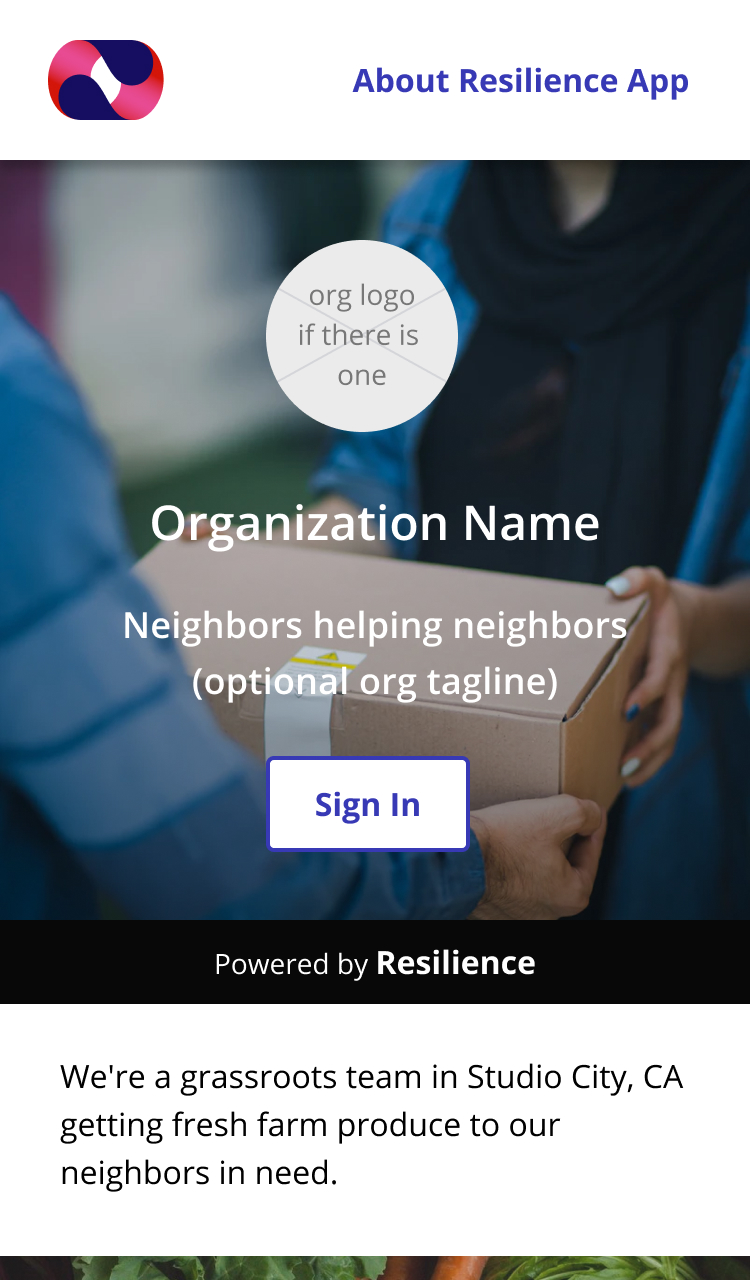 About Resilience App
org logo
if there is
one
Organization Name
Neighbors helping neighbors
(optional org tagline)
Sign In
Powered by Resilience
We're a grassroots team in Studio City, CA
getting fresh farm produce to our
neighbors in need.